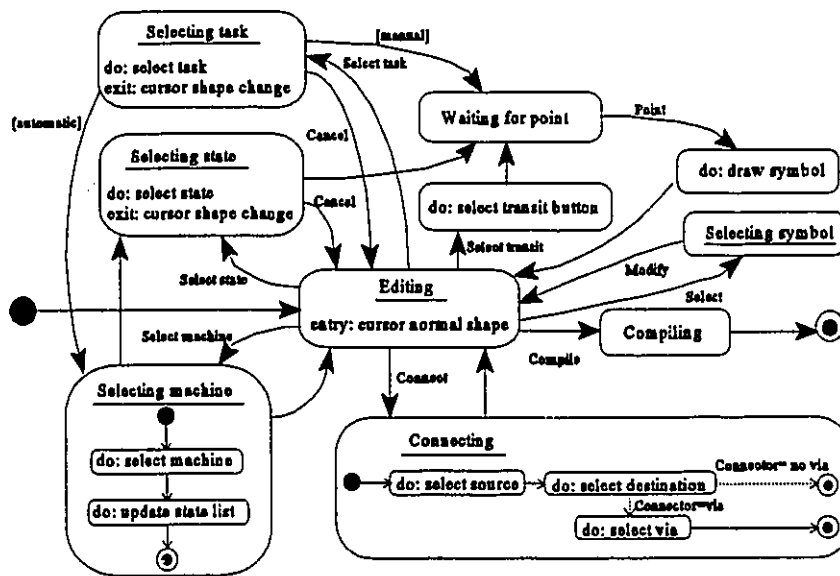 Selecting task
do: select task
exit: cursor shape change
[manual]
Select task
[automatic]
Cancel
Waiting for point
Point
Selecting state
do: select state
exit: cursor shape change
Cancel
do: draw symbol
do: select transit button
Selecting symbol
Select transit
Select state
Modify
Editing
entry: cursor normal shape
Select
Select machine
Compiling
Compile
Selecting machine
Connect
do: select machine
do: update state list
Connecting
do: select source
do: select destination
Connector= no via
Connector=via
do: select via